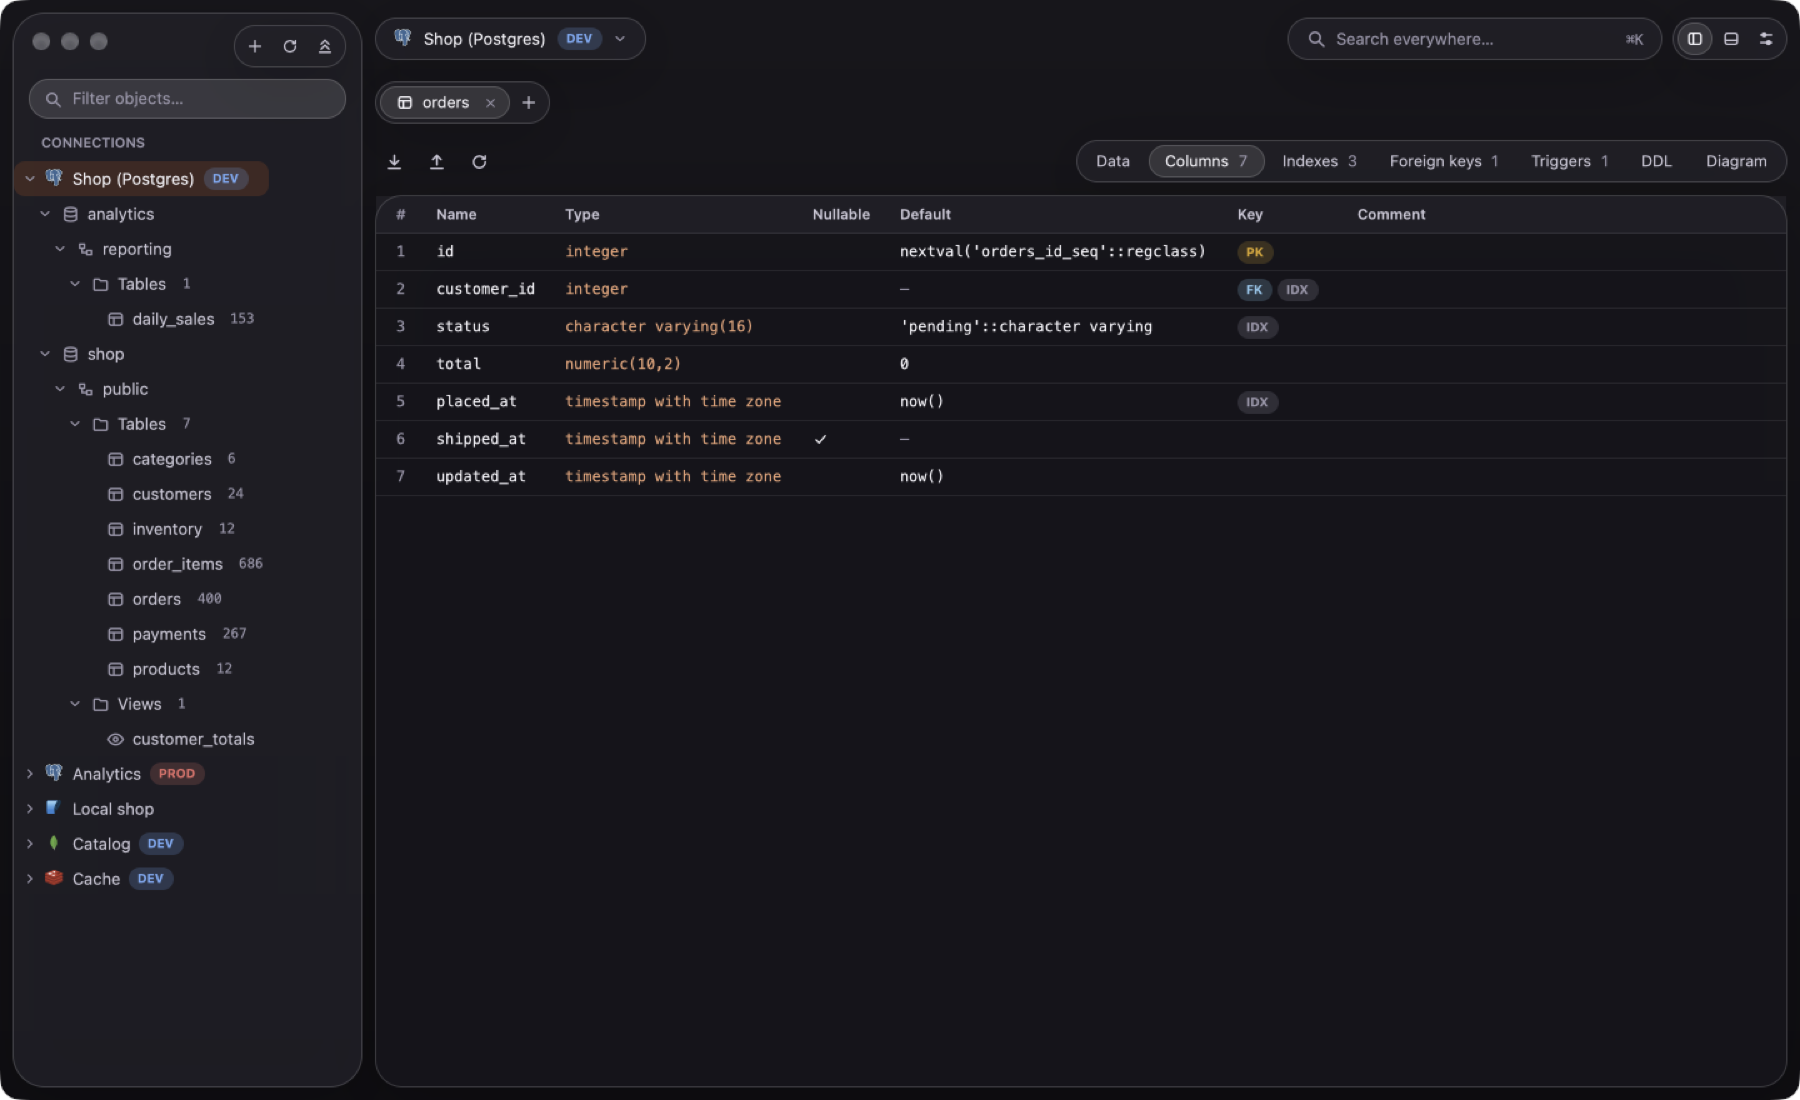 Shop (Postgres) DEV
Search everywhere... ⌘K
Filter objects...
orders
CONNECTIONS
Shop (Postgres) DEV
analytics
reporting
Tables 1
daily_sales 153
shop
public
Tables 7
categories 6
customers 24
inventory 12
order_items 686
orders 400
payments 267
products 12
Views 1
customer_totals
Analytics PROD
Local shop
Catalog DEV
Cache DEV
Data Columns 7 Indexes 3 Foreign keys 1 Triggers 1 DDL Diagram
# Name Type Nullable Default Key Comment
1 id integer nextval('orders_id_seq'::regclass) PK
2 customer_id integer — FK IDX
3 status character varying(16) 'pending'::character varying IDX
4 total numeric(10,2) 0
5 placed_at timestamp with time zone now() IDX
6 shipped_at timestamp with time zone ✓ —
7 updated_at timestamp with time zone now()